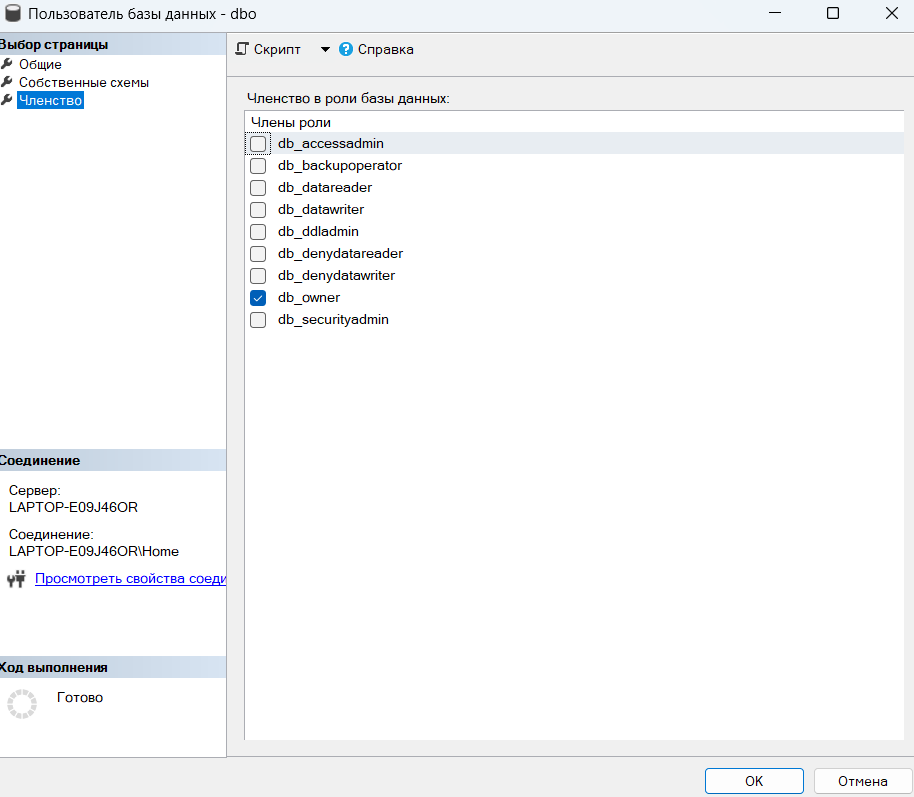 Пользователь базы данных - dbo
Выбор страницы
Общие
Собственные схемы
Членство
Скрипт
Справка
Членство в роли базы данных:
Члены роли
db_accessadmin
db_backupoperator
db_datareader
db_datawriter
db_ddladmin
db_denydatareader
db_denydatawriter
db_owner
db_securityadmin
Соединение
Сервер:
LAPTOP-E09J46OR
Соединение:
LAPTOP-E09J46OR\Home
Просмотреть свойства соеди
Ход выполнения
Готово
OK
Отмена